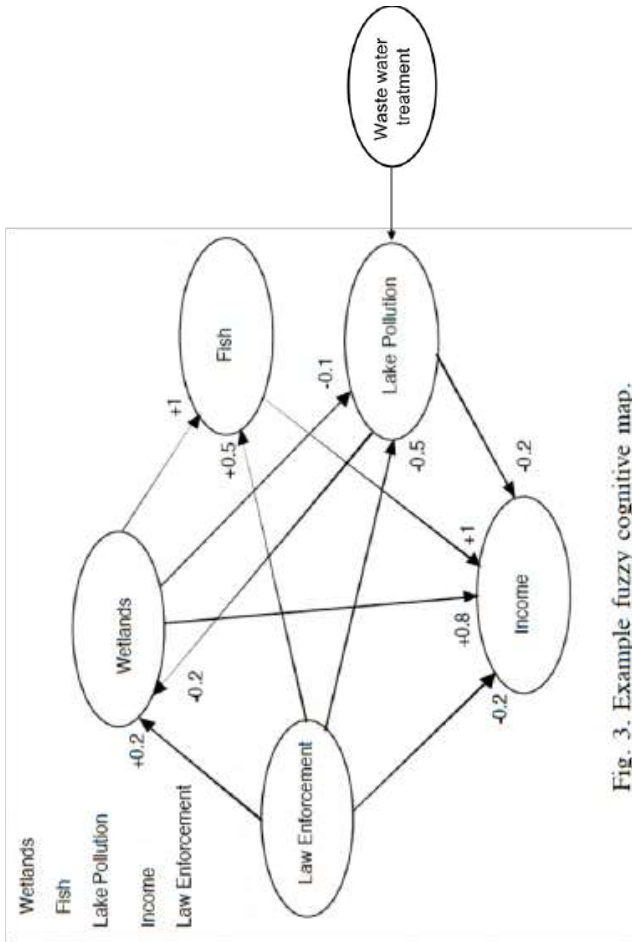 Wetlands
Fish
Lake Pollution
Income
Law Enforcement
Wetlands
+0.2
-0.2
+1
Fish
+0.5
Waste water
treatment
Law Enforcement
+0.8
+1
-0.1
Lake Pollution
-0.5
-0.2
Income
-0.2
Fig. 3. Example fuzzy cognitive map.